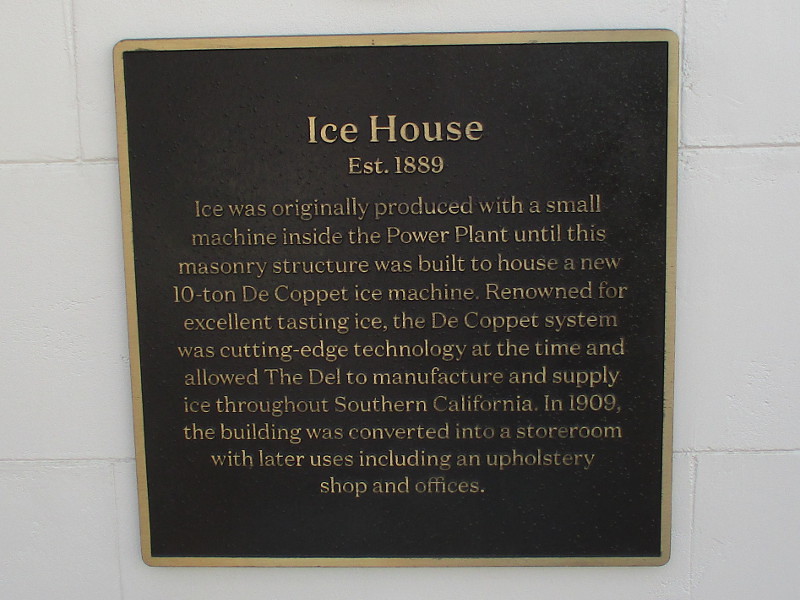 Ice House
Est. 1889
Ice was originally produced with a small
machine inside the Power Plant until this
masonry structure was built to house a new
10-ton De Coppet ice machine. Renowned for
excellent tasting ice, the De Coppet system
was cutting-edge technology at the time and
allowed The Del to manufacture and supply
ice throughout Southern California. In 1909,
the building was converted into a storeroom
with later uses including an upholstery
shop and offices.